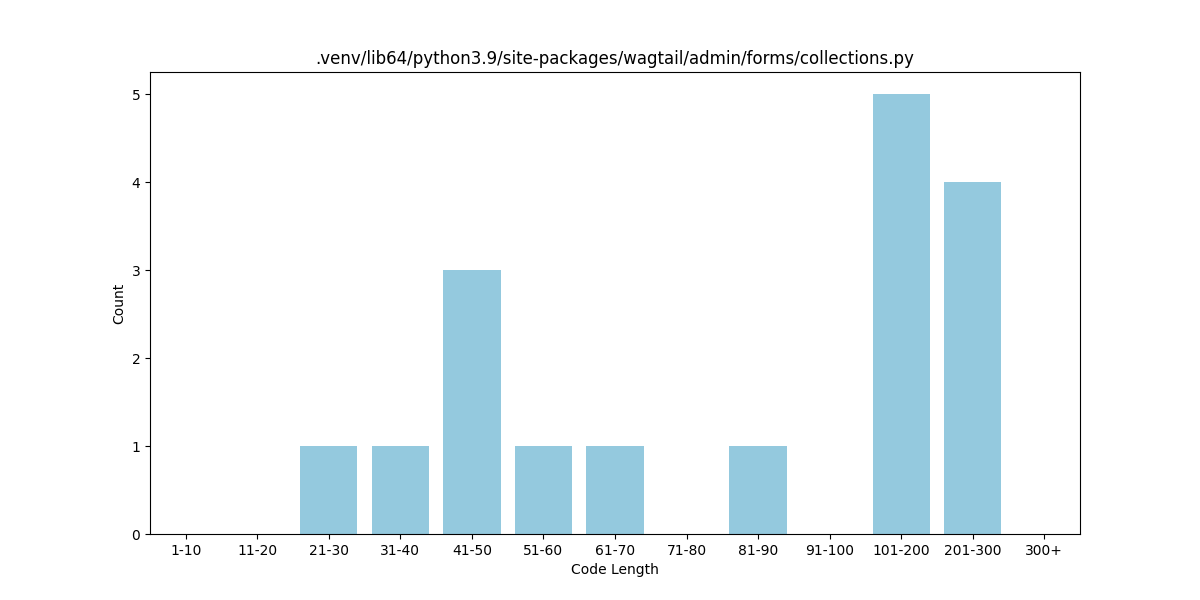 .venv/lib64/python3.9/site-packages/wagtail/admin/forms/collections.py
5
4
3
2
1
0
Count
1-10 11-20 21-30 31-40 41-50 51-60 61-70 71-80 81-90 91-100 101-200 201-300 300+
Code Length